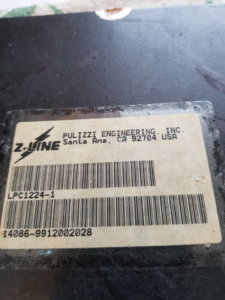 Z-LINE
PULIZZI ENGINEERING, INC.
Santa Ana, CA 92704 USA
LPC1224-1
14086-9912002028